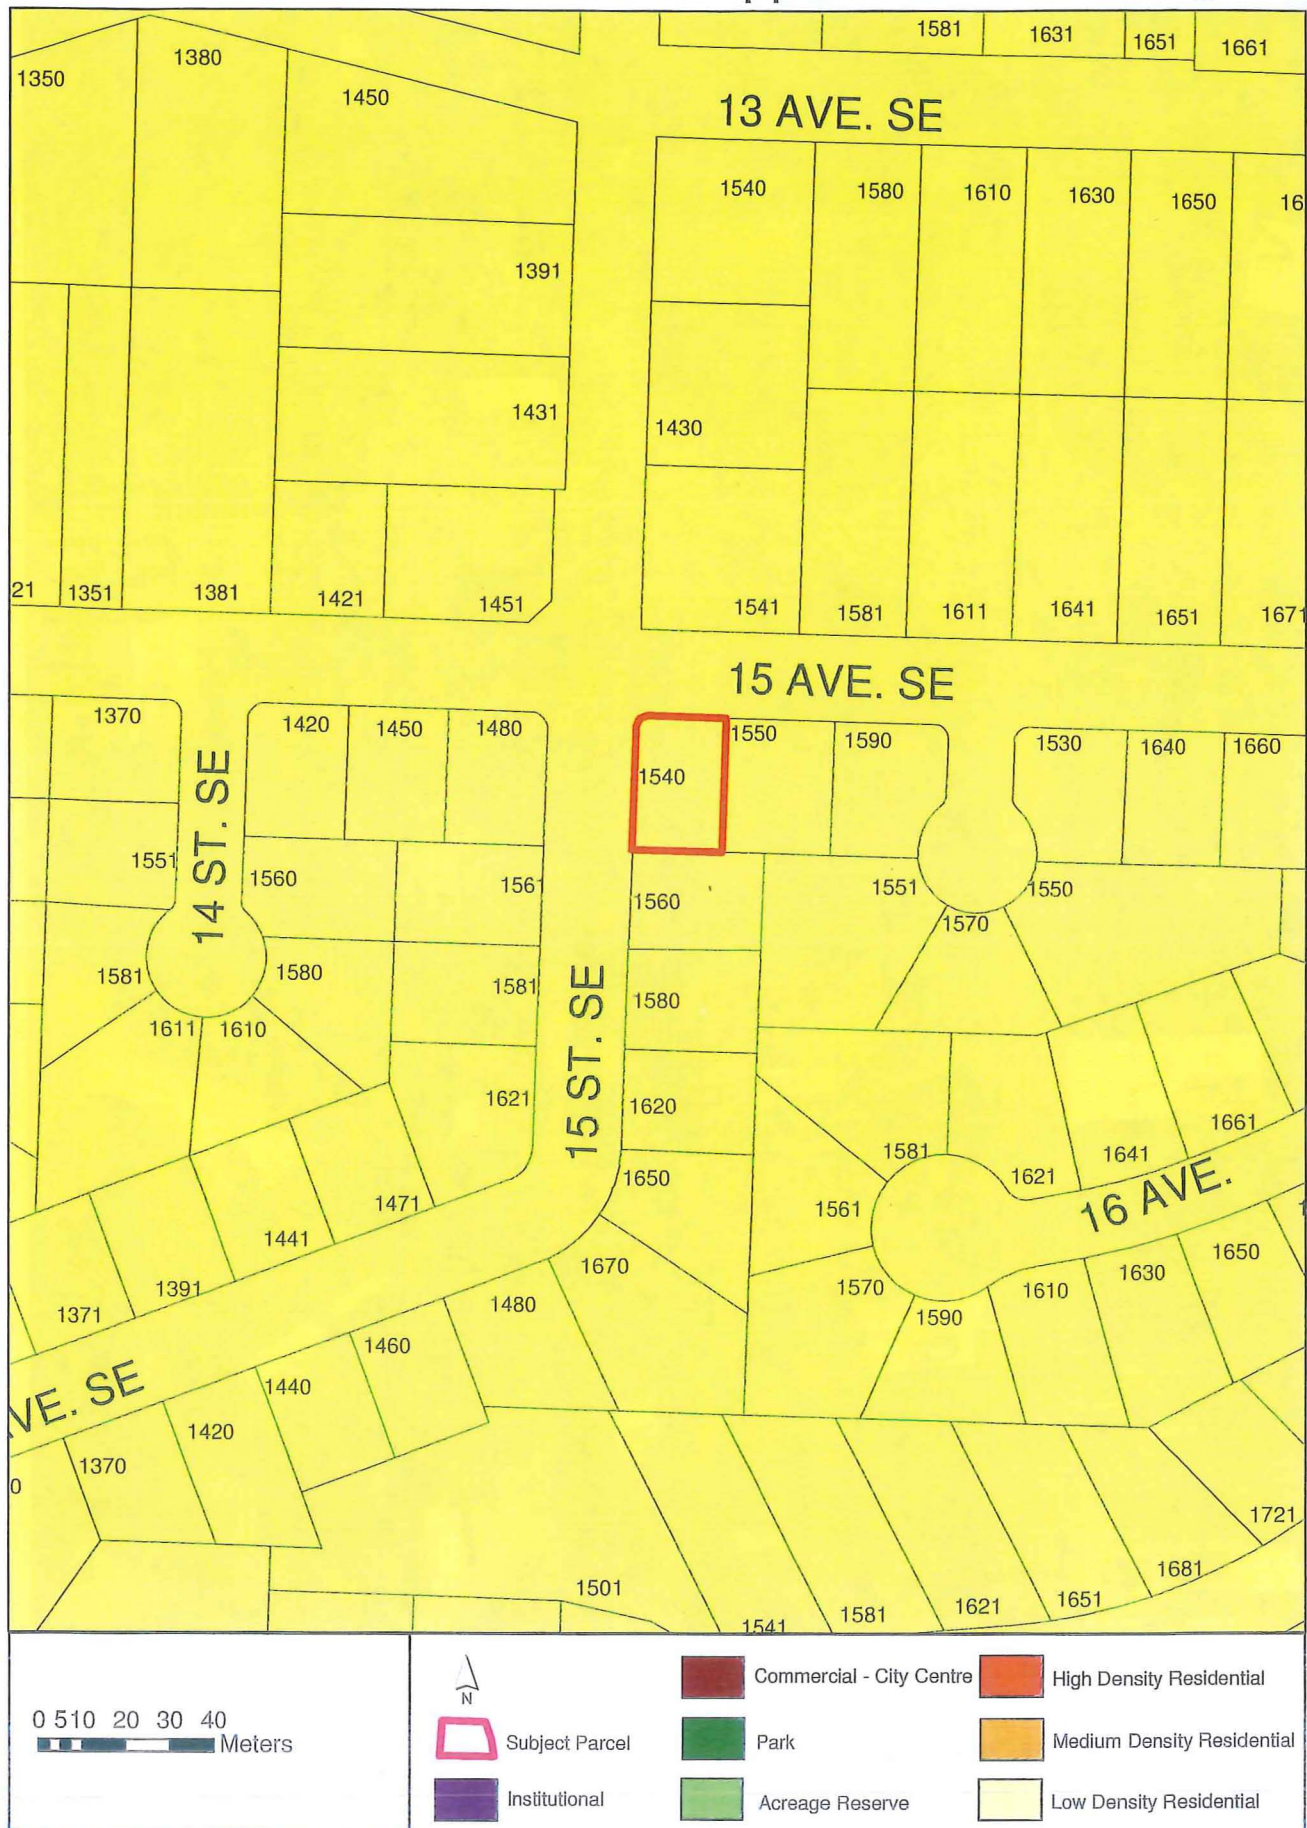 1581 1631 1651 1661
1350 1380 1450
13 AVE. SE
1540 1580 1610 1630 1650 16
1391
1431 1430
21 1351 1381 1421 1451 1541 1581 1611 1641 1651 1671
15 AVE. SE
1370 1420 1450 1480 1540 1550 1590 1530 1640 1660
14 ST. SE
1551 1560 1561 1560 1551 1550
1570
1581 1580 1581 1580
15 ST. SE
1611 1610
1621 1620
1581 1621 1641 1661
1471 1650
16 AVE.
1441 1561
1391 1670 1570 1610 1630 1650
1371 1480 1590
1460
VE. SE
1440
1420
0 1370
1721
1501 1681
1541 1581 1621 1651
N
0 5 10 20 30 40
Meters
Subject Parcel
Institutional
Commercial - City Centre
Park
Acreage Reserve
High Density Residential
Medium Density Residential
Low Density Residential